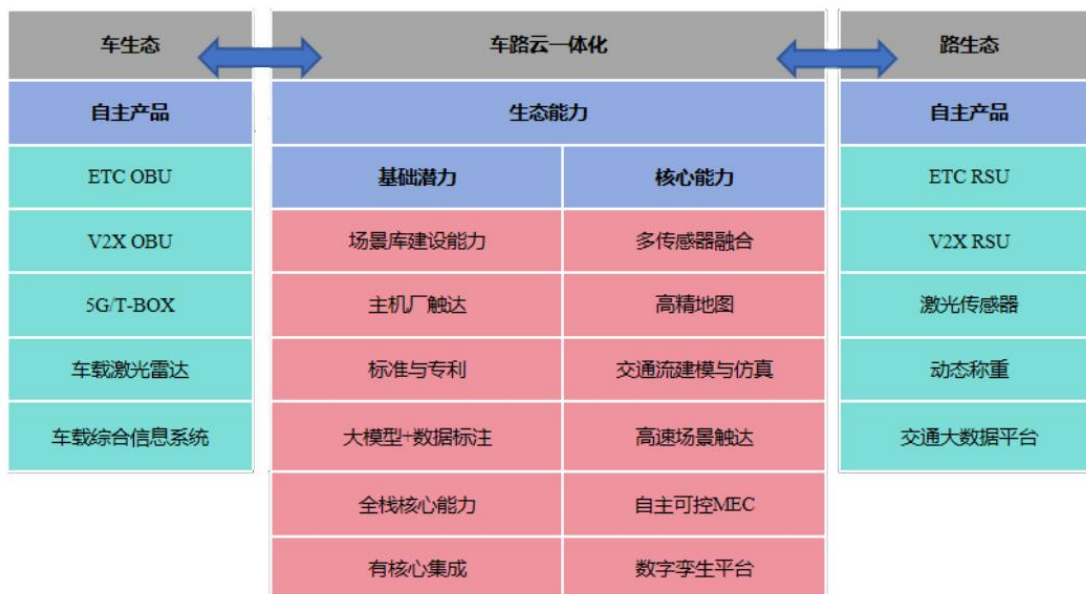 车生态
车路云一体化
路生态
自主产品
生态能力
自主产品
ETC OBU
基础潜力
核心能力
ETC RSU
V2X OBU
场景库建设能力
多传感器融合
V2X RSU
5G/T-BOX
主机厂触达
高精地图
激光传感器
车载激光雷达
标准与专利
交通流建模与仿真
动态称重
车载综合信息系统
大模型+数据标注
高速场景触达
交通大数据平台
全栈核心能力
自主可控MEC
有核心集成
数字孪生平台